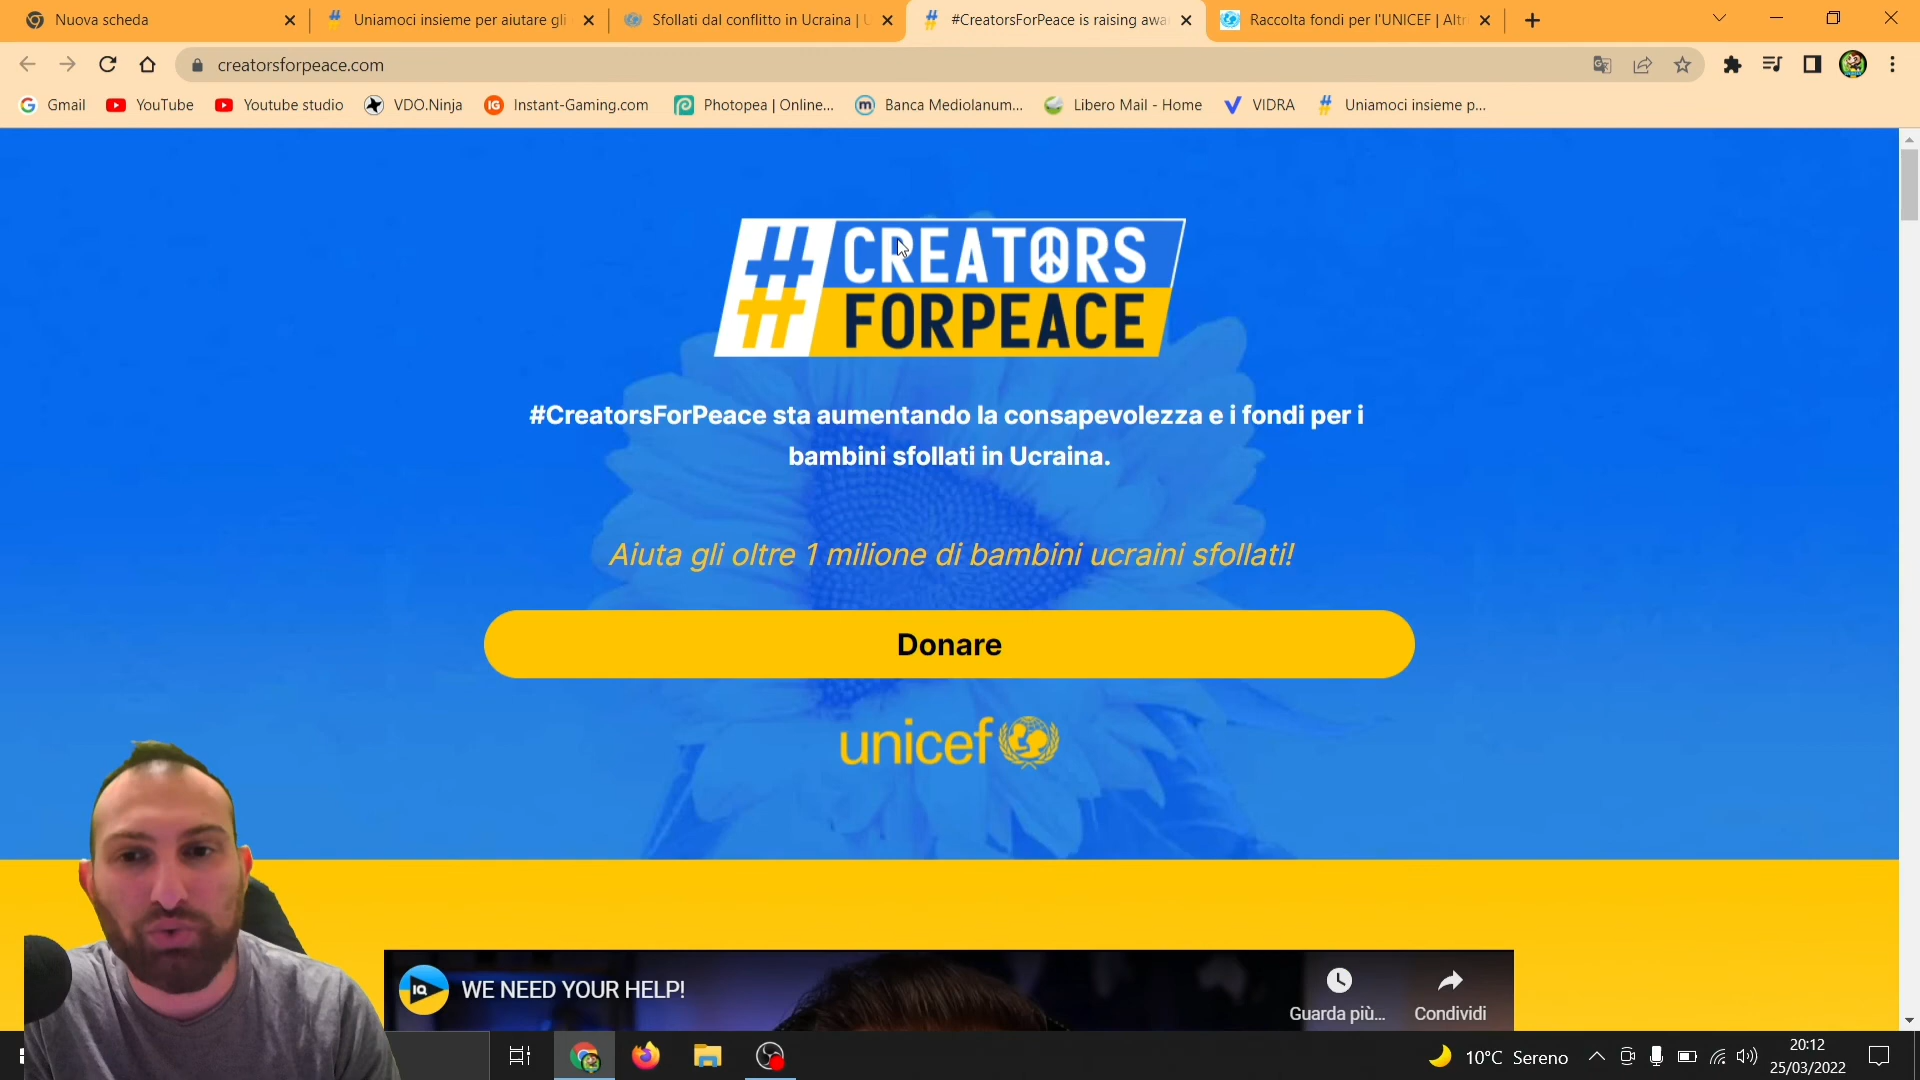 Nuova scheda
Uniamoci insieme per aiutare gli
Sfollati dal conflitto in Ucraina |
#CreatorsForPeace is raising awa
Raccolta fondi per l'UNICEF | Altr
creatorsforpeace.com
Gmail
YouTube
Youtube studio
VDO.Ninja
Instant-Gaming.com
Photopea | Online...
Banca Mediolanum...
Libero Mail - Home
VIDRA
Uniamoci insieme p...
#CREATORS
FORPEACE
#CreatorsForPeace sta aumentando la consapevolezza e i fondi per i
bambini sfollati in Ucraina.
Aiuta gli oltre 1 milione di bambini ucraini sfollati!
Donare
unicef
IQ
WE NEED YOUR HELP!
Guarda più...
Condividi
10°C Sereno
20:12
25/03/2022